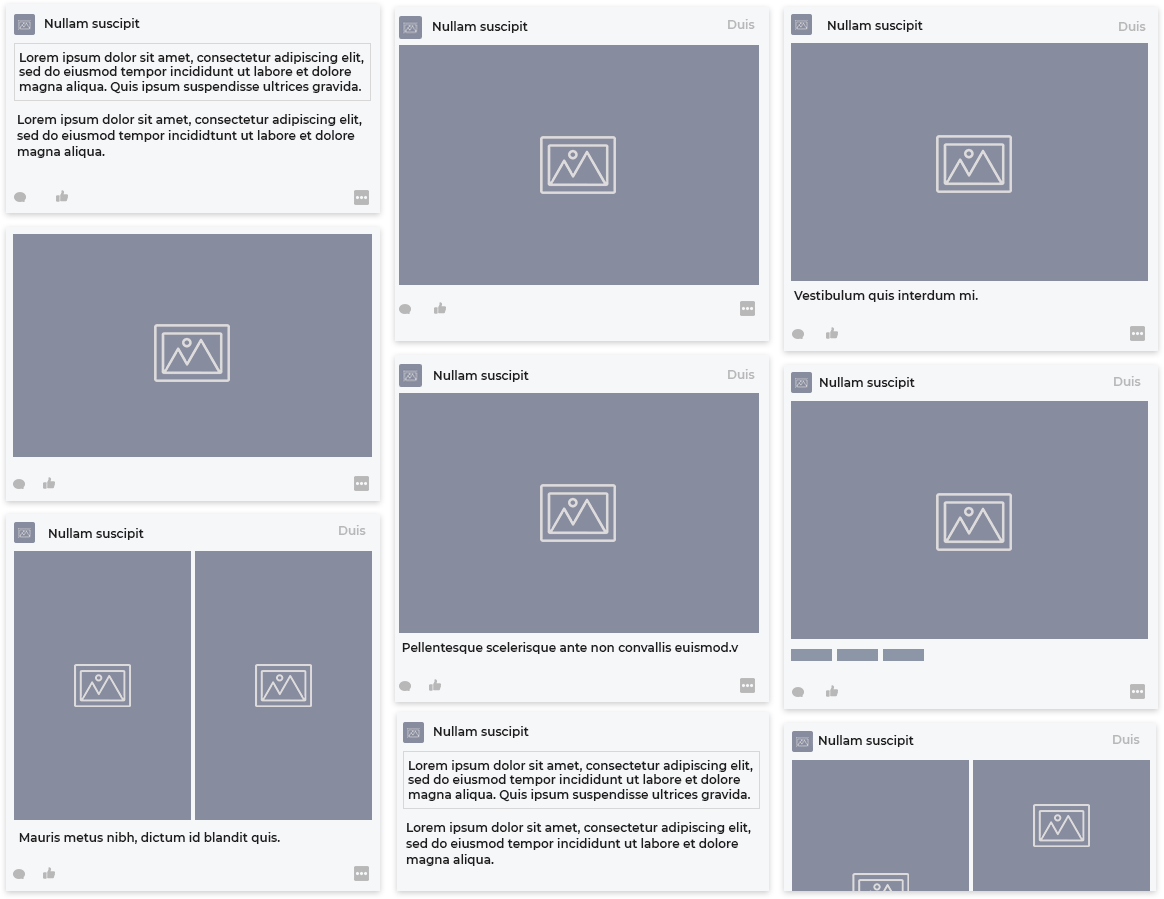 Nullam suscipit
Lorem ipsum dolor sit amet, consectetur adipiscing elit,
sed do eiusmod tempor incididunt ut labore et dolore
magna aliqua. Quis ipsum suspendisse ultrices gravida.
Lorem ipsum dolor sit amet, consectetur adipiscing elit,
sed do eiusmod tempor incididtunt ut labore et dolore
magna aliqua.
Nullam suscipit
Duis
Mauris metus nibh, dictum id blandit quis.
Nullam suscipit
Duis
Nullam suscipit
Duis
Pellentesque scelerisque ante non convallis euismod.v
Nullam suscipit
Lorem ipsum dolor sit amet, consectetur adipiscing elit,
sed do eiusmod tempor incididunt ut labore et dolore
magna aliqua. Quis ipsum suspendisse ultrices gravida.
Lorem ipsum dolor sit amet, consectetur adipiscing elit,
sed do eiusmod tempor incididunt ut labore et dolore
magna aliqua.
Nullam suscipit
Duis
Vestibulum quis interdum mi.
Nullam suscipit
Duis
Nullam suscipit
Duis